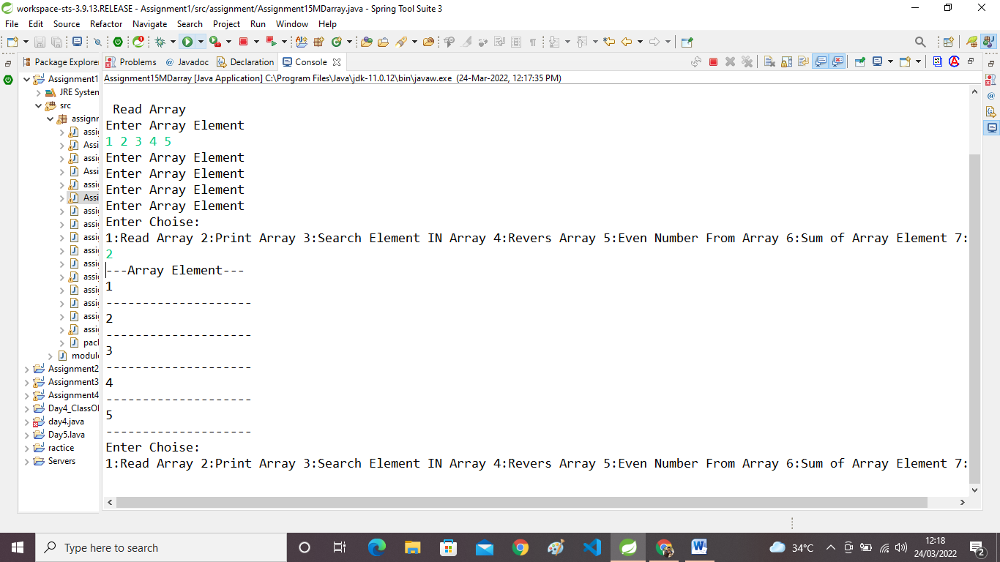 workspace-sts-3.9.13.RELEASE - Assignment1/src/assignment/Assignment15MDarray.java - Spring Tool Suite 3
File Edit Source Refactor Navigate Search Project Run Window Help
Package Explorer
Problems @ Javadoc Declaration Console
Assignment15MDarray [Java Application] C:\Program Files\Java\jdk-11.0.12\bin\javaw.exe (24-Mar-2022, 12:17:35 PM)
Assignment1
JRE System
src
assignm
assi
Assi
assi
Assi
assi
Assi
assi
assi
assi
assi
assi
assi
assi
assi
assi
assi
pacl
module
Assignment2
Assignment3
Assignment4
Day4_ClassOl
day4.java
Day5.lava
ractice
Servers
Read Array
Enter Array Element
1 2 3 4 5
Enter Array Element
Enter Array Element
Enter Array Element
Enter Array Element
Enter Choise:
1:Read Array 2:Print Array 3:Search Element IN Array 4:Revers Array 5:Even Number From Array 6:Sum of Array Element 7:
2
---Array Element---
1
--------------------
2
--------------------
3
--------------------
4
--------------------
5
--------------------
Enter Choise:
1:Read Array 2:Print Array 3:Search Element IN Array 4:Revers Array 5:Even Number From Array 6:Sum of Array Element 7:
Type here to search
34°C
12:18
24/03/2022
2